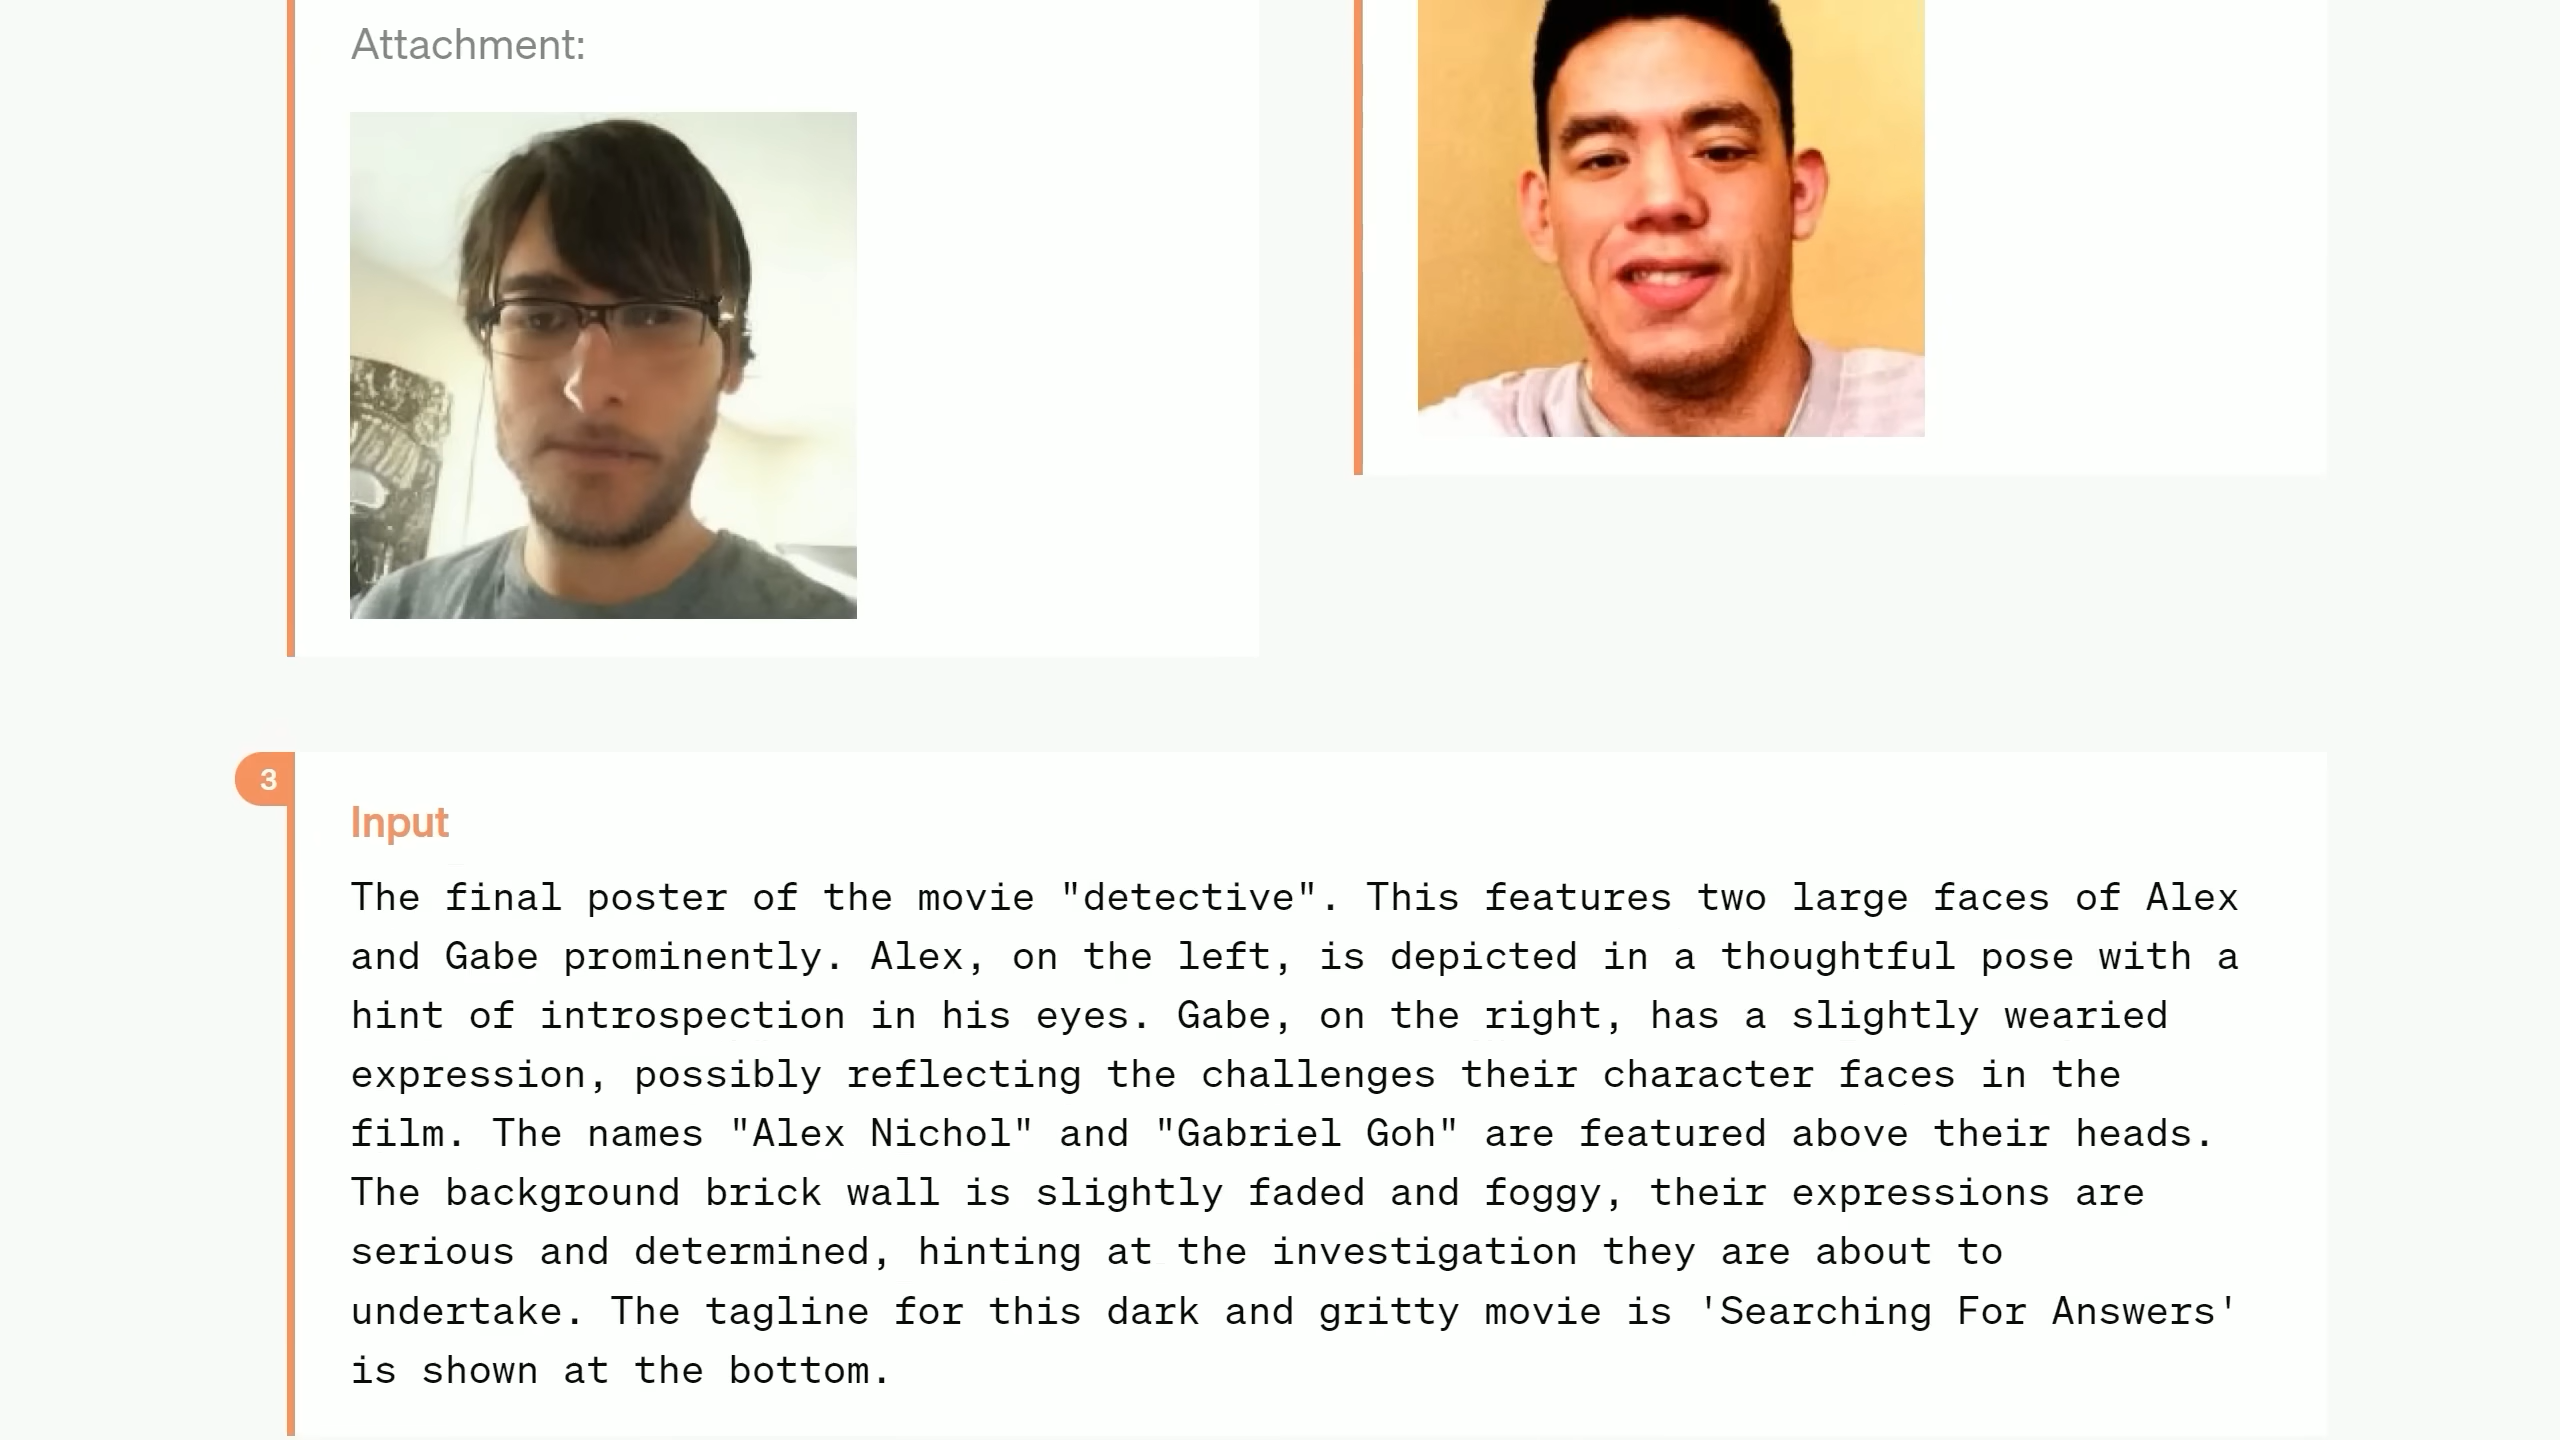 Attachment:
3
Input
The final poster of the movie "detective". This features two large faces of Alex
and Gabe prominently. Alex, on the left, is depicted in a thoughtful pose with a
hint of introspection in his eyes. Gabe, on the right, has a slightly wearied
expression, possibly reflecting the challenges their character faces in the
film. The names "Alex Nichol" and "Gabriel Goh" are featured above their heads.
The background brick wall is slightly faded and foggy, their expressions are
serious and determined, hinting at the investigation they are about to
undertake. The tagline for this dark and gritty movie is 'Searching For Answers'
is shown at the bottom.